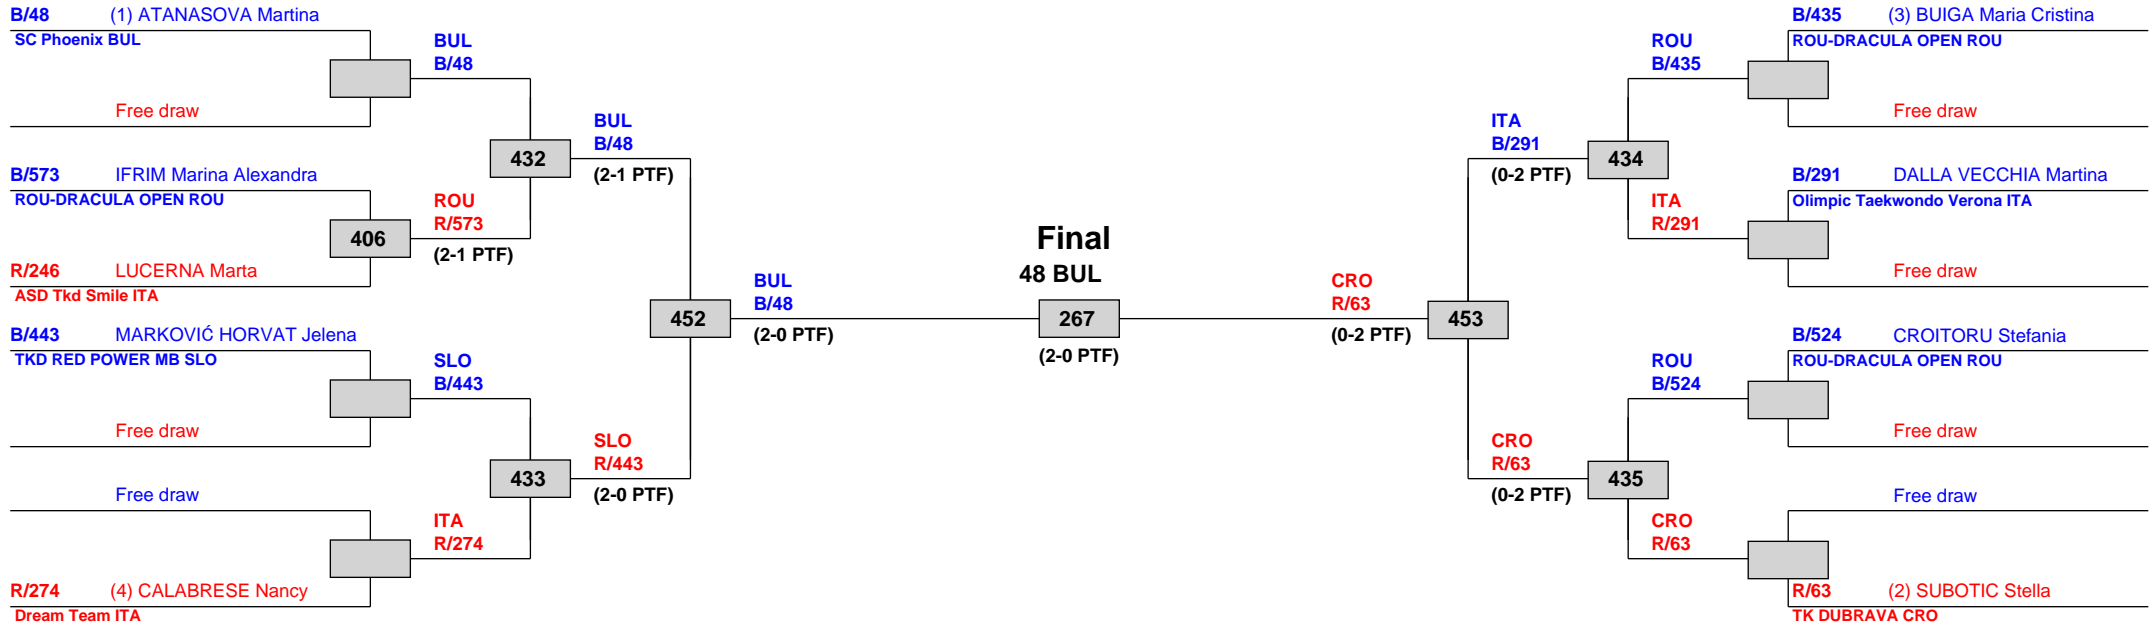 B/48 (1) ATANASOVA Martina
SC Phoenix BUL
Free draw
B/573 IFRIM Marina Alexandra
ROU-DRACULA OPEN ROU
R/246 LUCERNA Marta
ASD Tkd Smile ITA
B/443 MARKOVIĆ HORVAT Jelena
TKD RED POWER MB SLO
Free draw
Free draw
R/274 (4) CALABRESE Nancy
Dream Team ITA
BUL
B/48
406
ROU
R/573
(2-1 PTF)
SLO
B/443
ITA
R/274
432
BUL
B/48
(2-1 PTF)
433
SLO
R/443
(2-0 PTF)
452
BUL
B/48
(2-0 PTF)
Final
48 BUL
267
(2-0 PTF)
CRO
R/63
(0-2 PTF)
453
ITA
B/291
(0-2 PTF)
434
CRO
R/63
(0-2 PTF)
435
ROU
B/435
ITA
R/291
ROU
B/524
CRO
R/63
B/435 (3) BUIGA Maria Cristina
ROU-DRACULA OPEN ROU
Free draw
B/291 DALLA VECCHIA Martina
Olimpic Taekwondo Verona ITA
Free draw
B/524 CROITORU Stefania
ROU-DRACULA OPEN ROU
Free draw
Free draw
R/63 (2) SUBOTIC Stella
TK DUBRAVA CRO